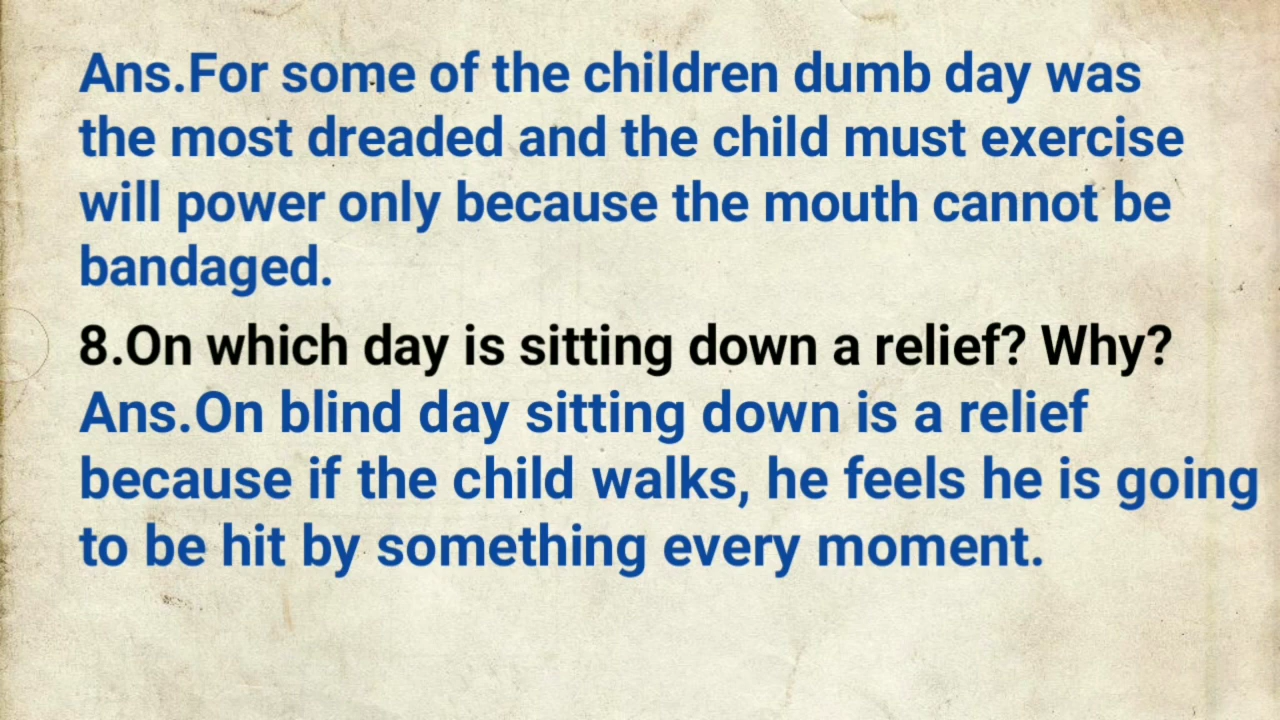 Ans.For some of the children dumb day was
the most dreaded and the child must exercise
will power only because the mouth cannot be
bandaged.
8.On which day is sitting down a relief? Why?
Ans.On blind day sitting down is a relief
because if the child walks, he feels he is going
to be hit by something every moment.